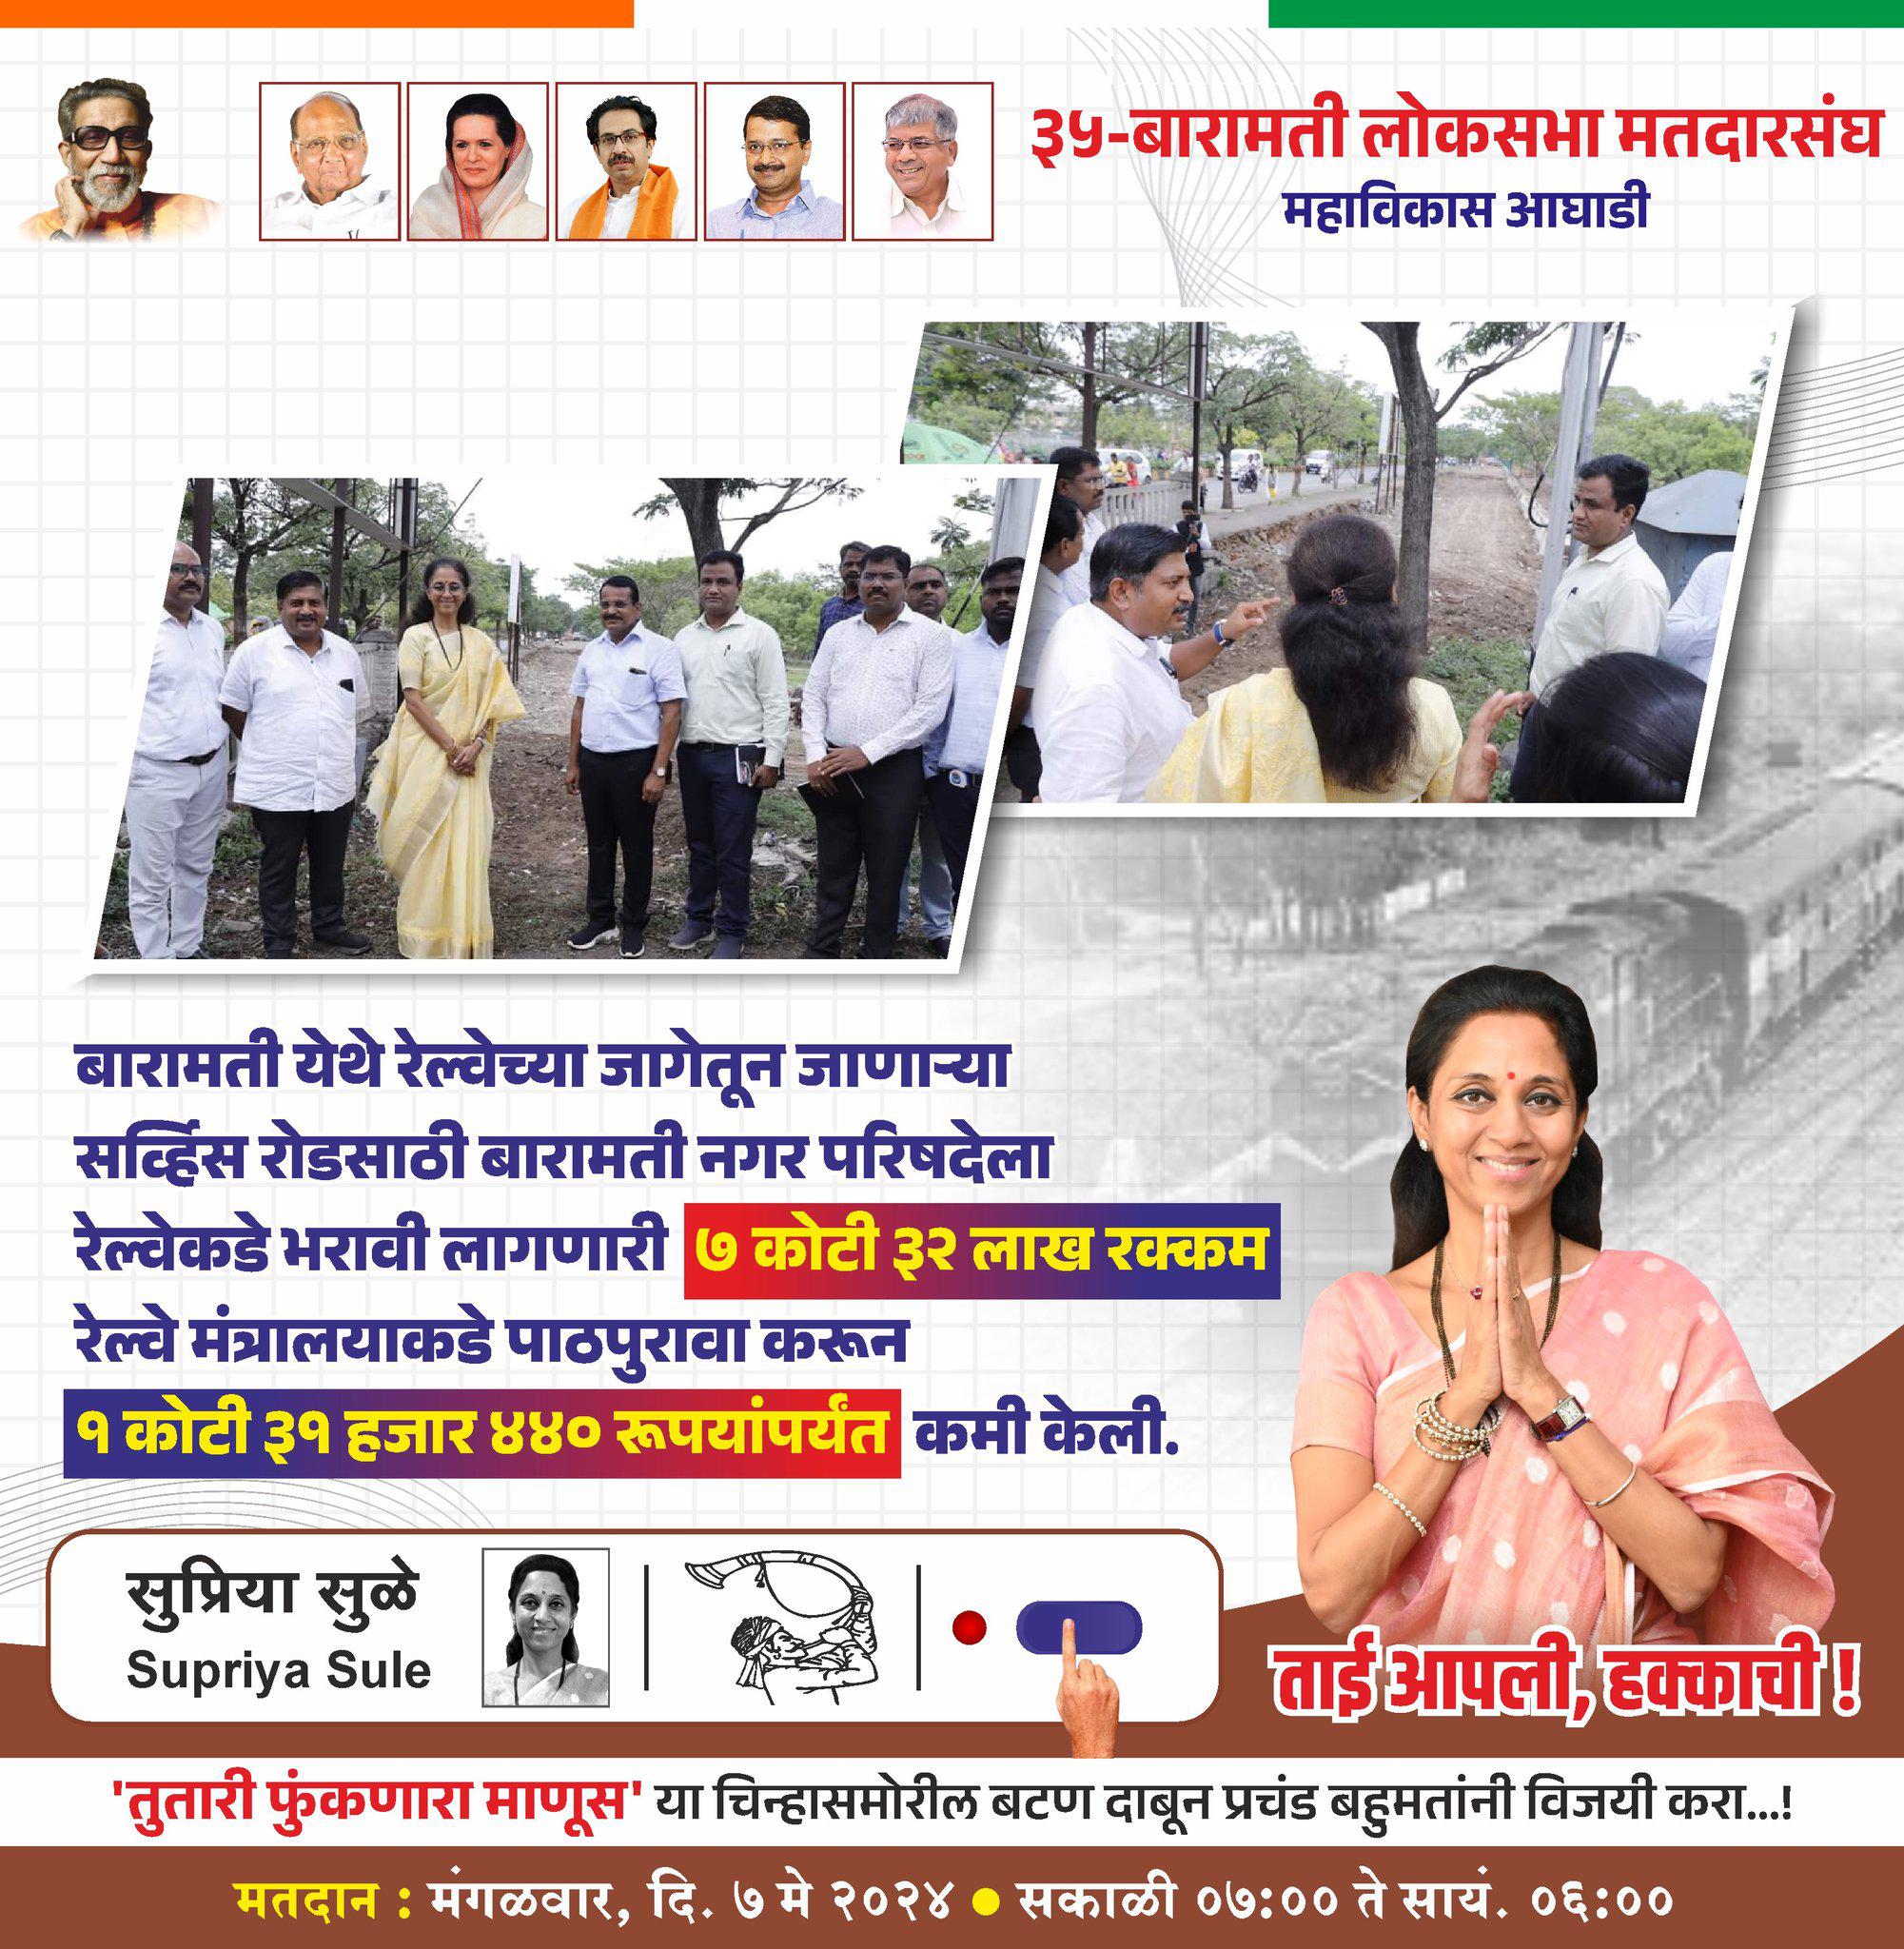 ३५-बारामती लोकसभा मतदारसंघ
महाविकास आघाडी
बारामती येथे रेल्वेच्या जागेतून जाणाऱ्या
सर्व्हिस रोडसाठी बारामती नगर परिषदेला
रेल्वेकडे भरावी लागणारी ७ कोटी ३२ लाख रक्कम
रेल्वे मंत्रालयाकडे पाठपुरावा करून
१ कोटी ३१ हजार ४४० रूपयांपर्यंत कमी केली.
सुप्रिया सुळे
Supriya Sule
ताई आपली, हक्काची !
'तुतारी फुंकणारा माणूस' या चिन्हासमोरील बटण दाबून प्रचंड बहुमतांनी विजयी करा...!
मतदान : मंगळवार, दि. ७ मे २०२४ ● सकाळी ०७:०० ते सायं. ०६:००